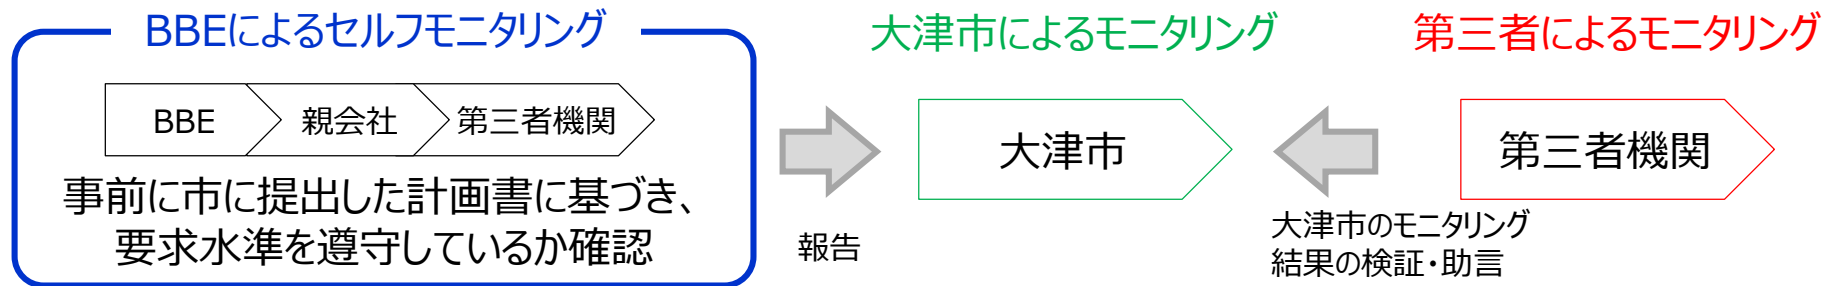 BBEによるセルフモニタリング
BBE
親会社
第三者機関
事前に市に提出した計画書に基づき、
要求水準を遵守しているか確認
報告
大津市によるモニタリング
大津市
第三者によるモニタリング
第三者機関
大津市のモニタリング
結果の検証・助言